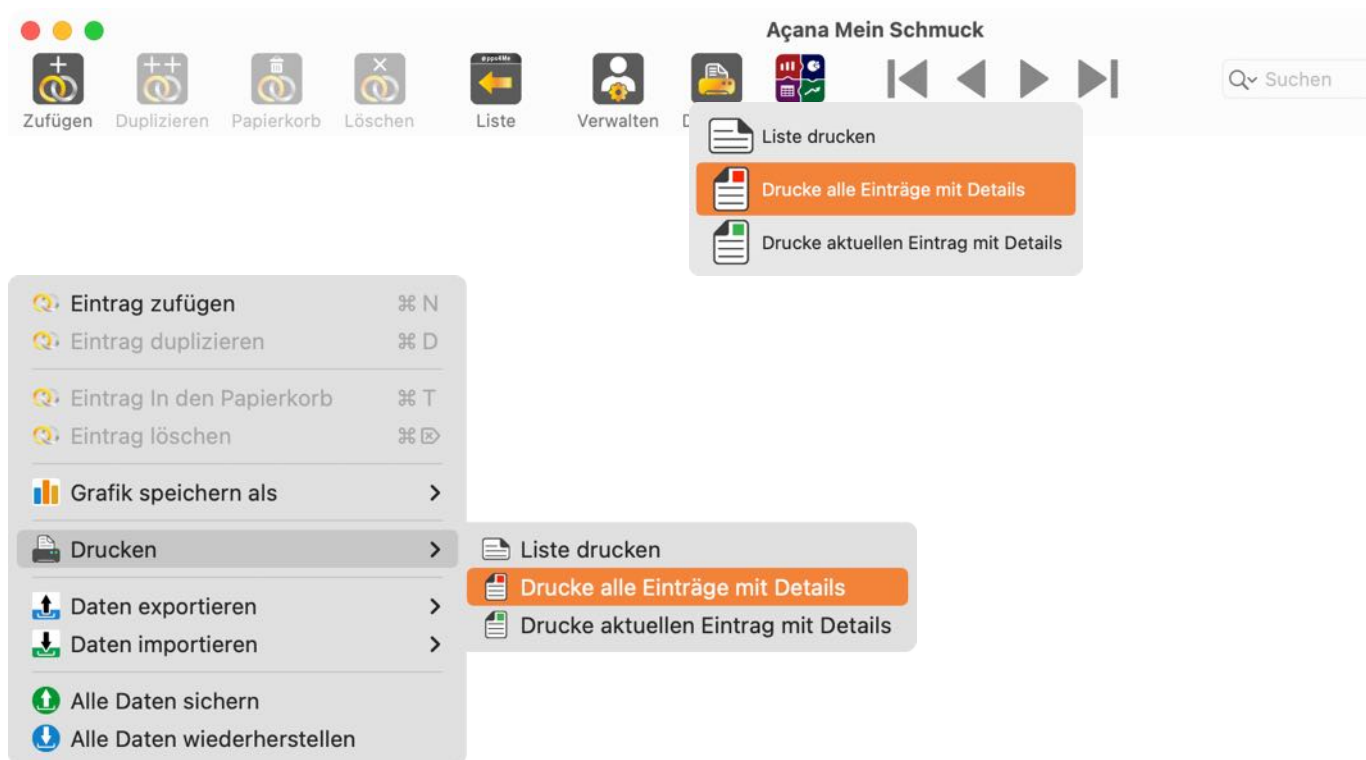 Açana Mein Schmuck
Suchen
Zufügen Duplizieren Papierkorb Löschen Liste Verwalten D
Liste drucken
Drucke alle Einträge mit Details
Drucke aktuellen Eintrag mit Details
Eintrag zufügen ⌘ N
Eintrag duplizieren ⌘ D
Eintrag In den Papierkorb ⌘ T
Eintrag löschen ⌘ ⌦
Grafik speichern als
Drucken
Liste drucken
Drucke alle Einträge mit Details
Drucke aktuellen Eintrag mit Details
Daten exportieren
Daten importieren
Alle Daten sichern
Alle Daten wiederherstellen